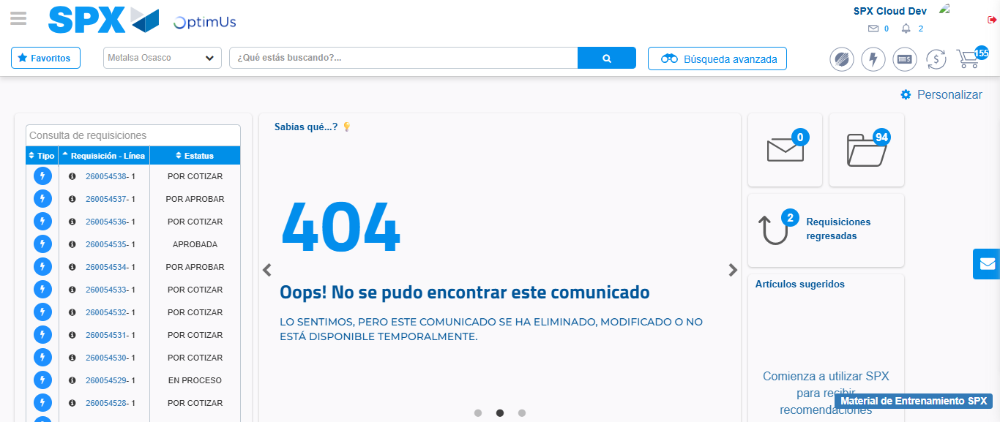 SPX OptimUs
SPX Cloud Dev
0 2
Favoritos
Metalsa Osasco
¿Qué estás buscando?...
Búsqueda avanzada
155
Personalizar
Consulta de requisiciones
Tipo Requisición - Línea Estatus
260054538- 1 POR COTIZAR
260054537- 1 POR APROBAR
260054536- 1 POR COTIZAR
260054535- 1 APROBADA
260054534- 1 POR APROBAR
260054533- 1 POR COTIZAR
260054532- 1 POR COTIZAR
260054531- 1 POR COTIZAR
260054530- 1 POR COTIZAR
260054529- 1 EN PROCESO
260054528- 1 POR COTIZAR
Sabías qué...?
404
Oops! No se pudo encontrar este comunicado
LO SENTIMOS, PERO ESTE COMUNICADO SE HA ELIMINADO, MODIFICADO O NO
ESTÁ DISPONIBLE TEMPORALMENTE.
0
94
2
Requisiciones
regresadas
Artículos sugeridos
Comienza a utilizar SPX
para recibir
recomendaciones
Material de Entrenamiento SPX